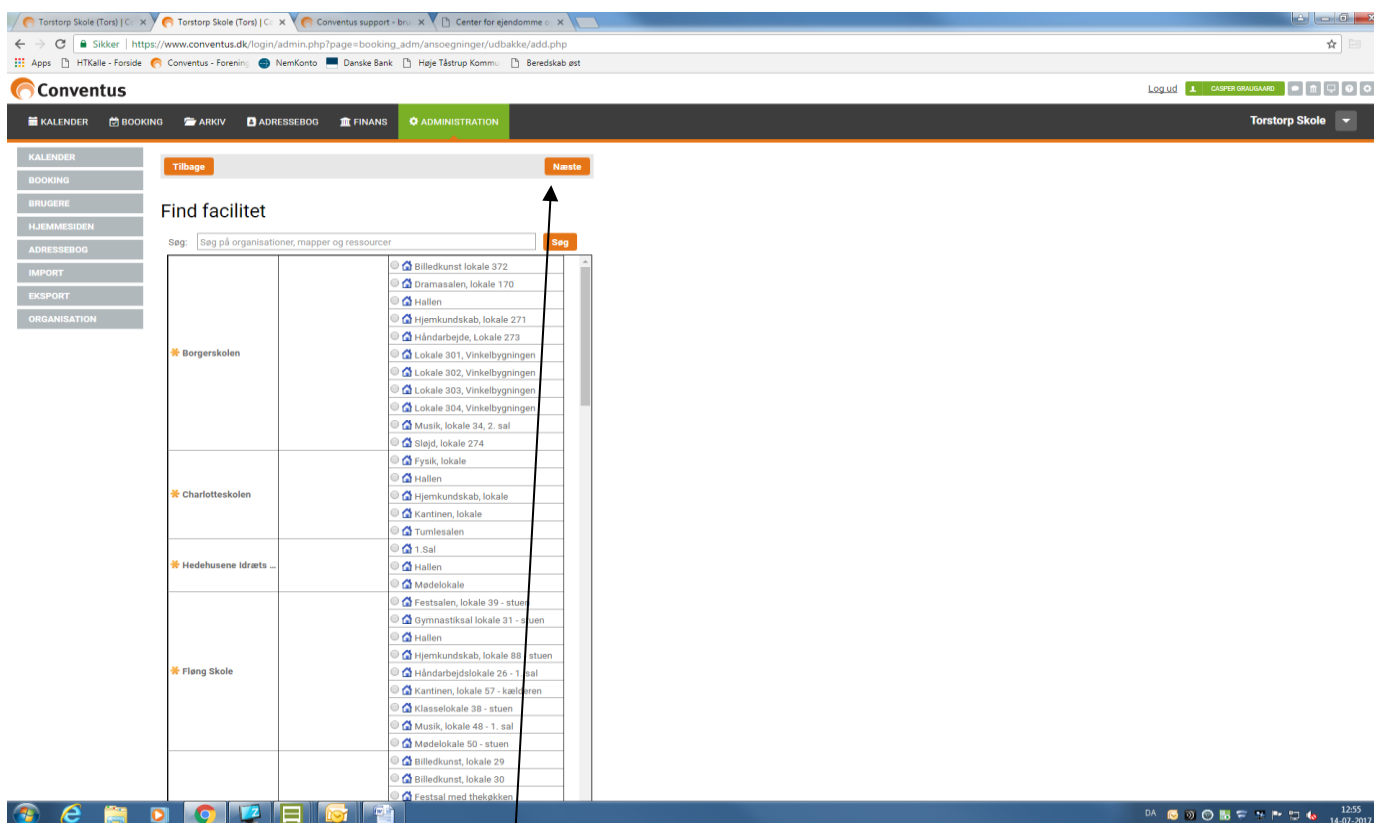 Torstorp Skole (Tors) | Co
Torstorp Skole (Tors) | Co
Conventus support - bru
Center for ejendomme o
Sikker | https://www.conventus.dk/login/admin.php?page=booking_adm/ansoegninger/udbakke/add.php
Apps HTKalle - Forside Conventus - Forening NemKonto Danske Bank Høje Tåstrup Kommu Beredskab øst
Conventus
Log ud CASPER GRAUGAARD
KALENDER BOOKING ARKIV ADRESSEBOG FINANS ADMINISTRATION Torstorp Skole
KALENDER
BOOKING
BRUGERE
HJEMMESIDEN
ADRESSEBOG
IMPORT
EKSPORT
ORGANISATION
Tilbage Næste
Find facilitet
Søg: Søg på organisationer, mapper og ressourcer Søg
Borgerskolen
Billedkunst lokale 372
Dramasalen, lokale 170
Hallen
Hjemkundskab, lokale 271
Håndarbejde, Lokale 273
Lokale 301, Vinkelbygningen
Lokale 302, Vinkelbygningen
Lokale 303, Vinkelbygningen
Lokale 304, Vinkelbygningen
Musik, lokale 34, 2. sal
Sløjd, lokale 274
Charlotteskolen
Fysik, lokale
Hallen
Hjemkundskab, lokale
Kantinen, lokale
Tumlesalen
Hedehusene Idræts ...
1.Sal
Hallen
Mødelokale
Fløng Skole
Festsalen, lokale 39 - stuen
Gymnastiksal lokale 31 - stuen
Hallen
Hjemkundskab, lokale 88 - stuen
Håndarbejdslokale 26 - 1. sal
Kantinen, lokale 57 - kælderen
Klasselokale 38 - stuen
Musik, lokale 48 - 1. sal
Mødelokale 50 - stuen
Billedkunst, lokale 29
Billedkunst, lokale 30
Festsal med thekøkken
DA 12:55
14-07-2017